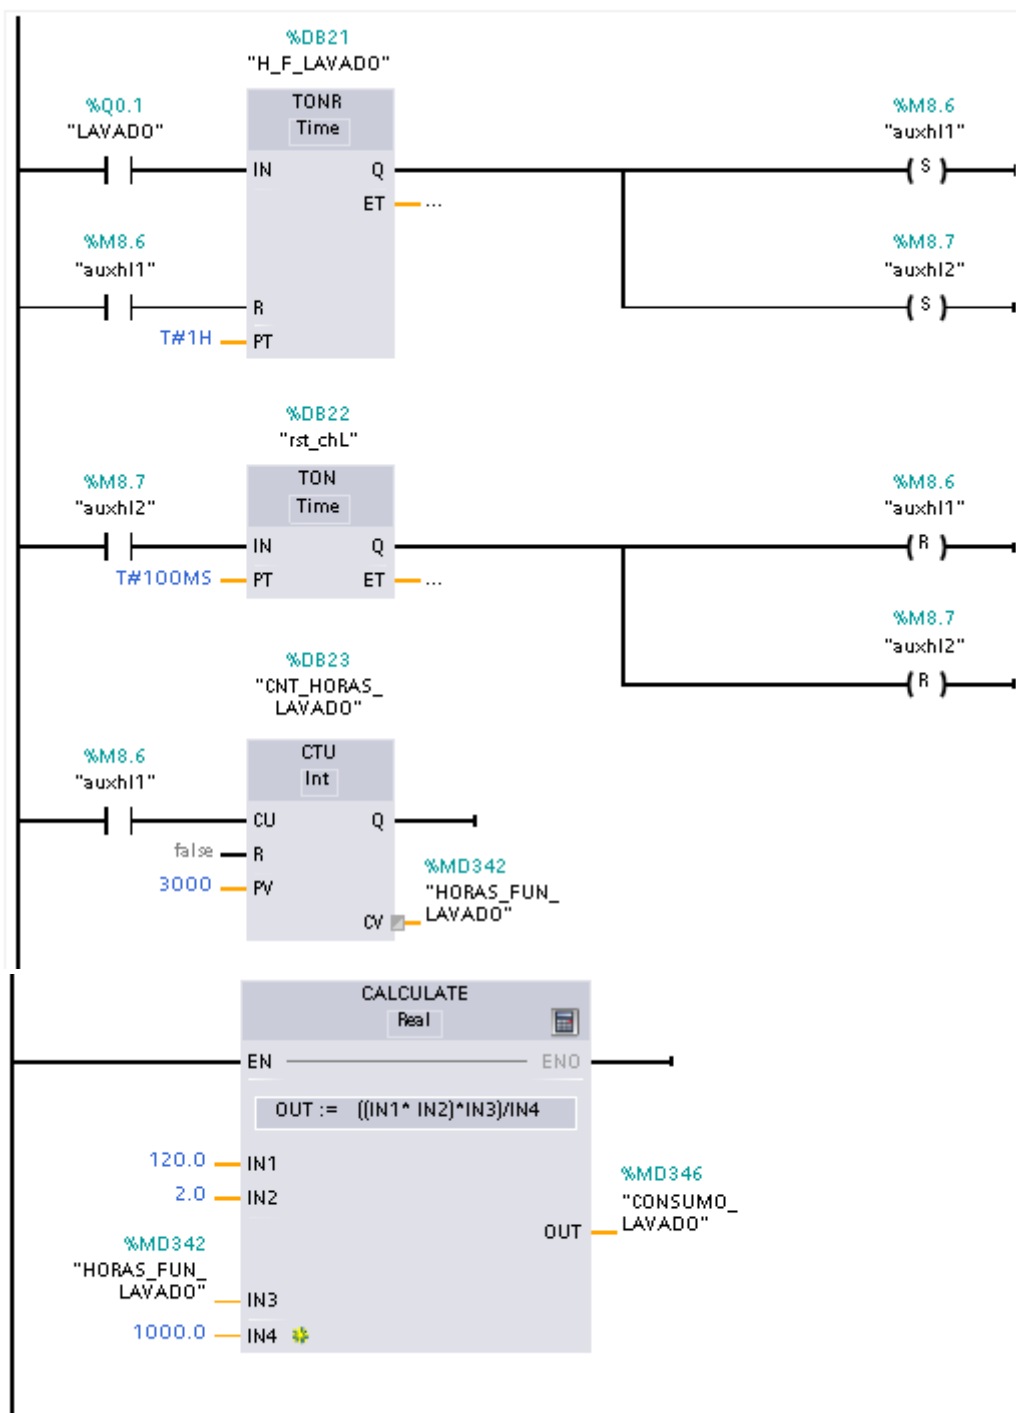 %DB21
"H_F_LAVADO"
TONR
Time
%Q0.1
"LAVADO"
IN
Q
ET
...
%M8.6
"auxhl1"
( S )
%M8.6
"auxhl1"
R
T#1H
PT
%M8.7
"auxhl2"
( S )
%DB22
"rst_chL"
TON
Time
%M8.7
"auxhl2"
IN
Q
T#100MS
PT
ET
...
%M8.6
"auxhl1"
( R )
%M8.7
"auxhl2"
( R )
%DB23
"CNT_HORAS_
LAVADO"
CTU
Int
%M8.6
"auxhl1"
CU
Q
false
R
3000
PV
CV
%MD342
"HORAS_FUN_
LAVADO"
CALCULATE
Real
EN
ENO
OUT := ((IN1* IN2)*IN3)/IN4
120.0
IN1
2.0
IN2
%MD342
"HORAS_FUN_
LAVADO"
IN3
1000.0
IN4
OUT
%MD346
"CONSUMO_
LAVADO"